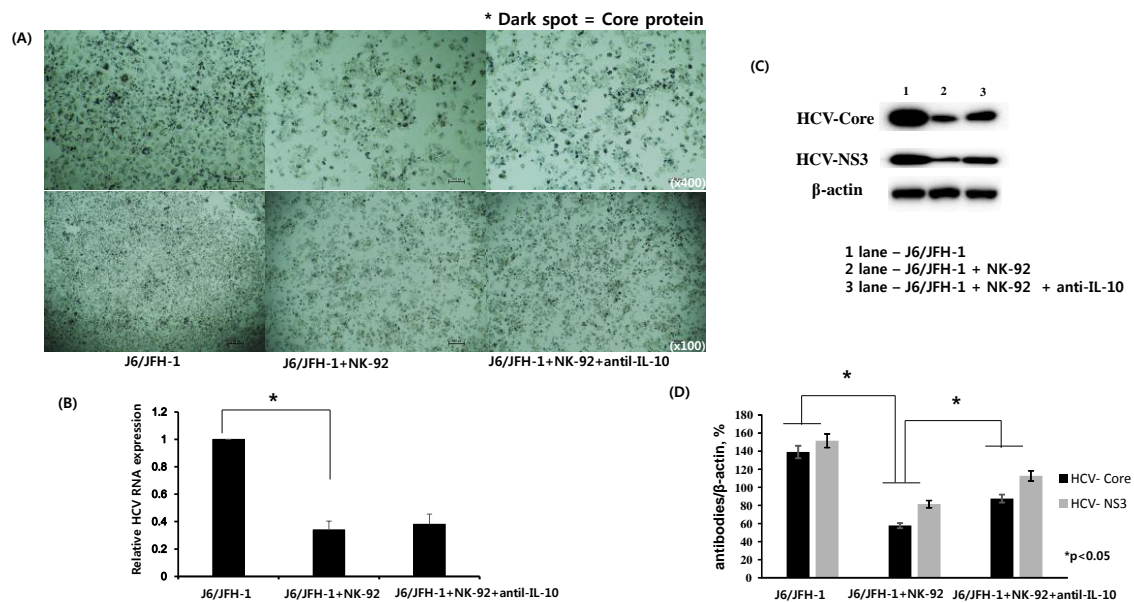 * Dark spot = Core protein
(A)
(x400)
(x100)
J6/JFH-1
J6/JFH-1+NK-92
J6/JFH-1+NK-92+antil-IL-10
(B)
Relative HCV RNA expression
1.2
1
0.8
0.6
0.4
0.2
0
*
J6/JFH-1
J6/JFH-1+NK-92
J6/JFH-1+NK-92+antil-IL-10
(C)
1 2 3
HCV-Core
HCV-NS3
β-actin
1 lane – J6/JFH-1
2 lane – J6/JFH-1 + NK-92
3 lane – J6/JFH-1 + NK-92 + anti-IL-10
(D)
antibodies/β-actin, %
180
160
140
120
100
80
60
40
20
0
*
*
HCV- Core
HCV- NS3
*p<0.05
J6/JFH-1
J6/JFH-1+NK-92
J6/JFH-1+NK-92+antil-IL-10